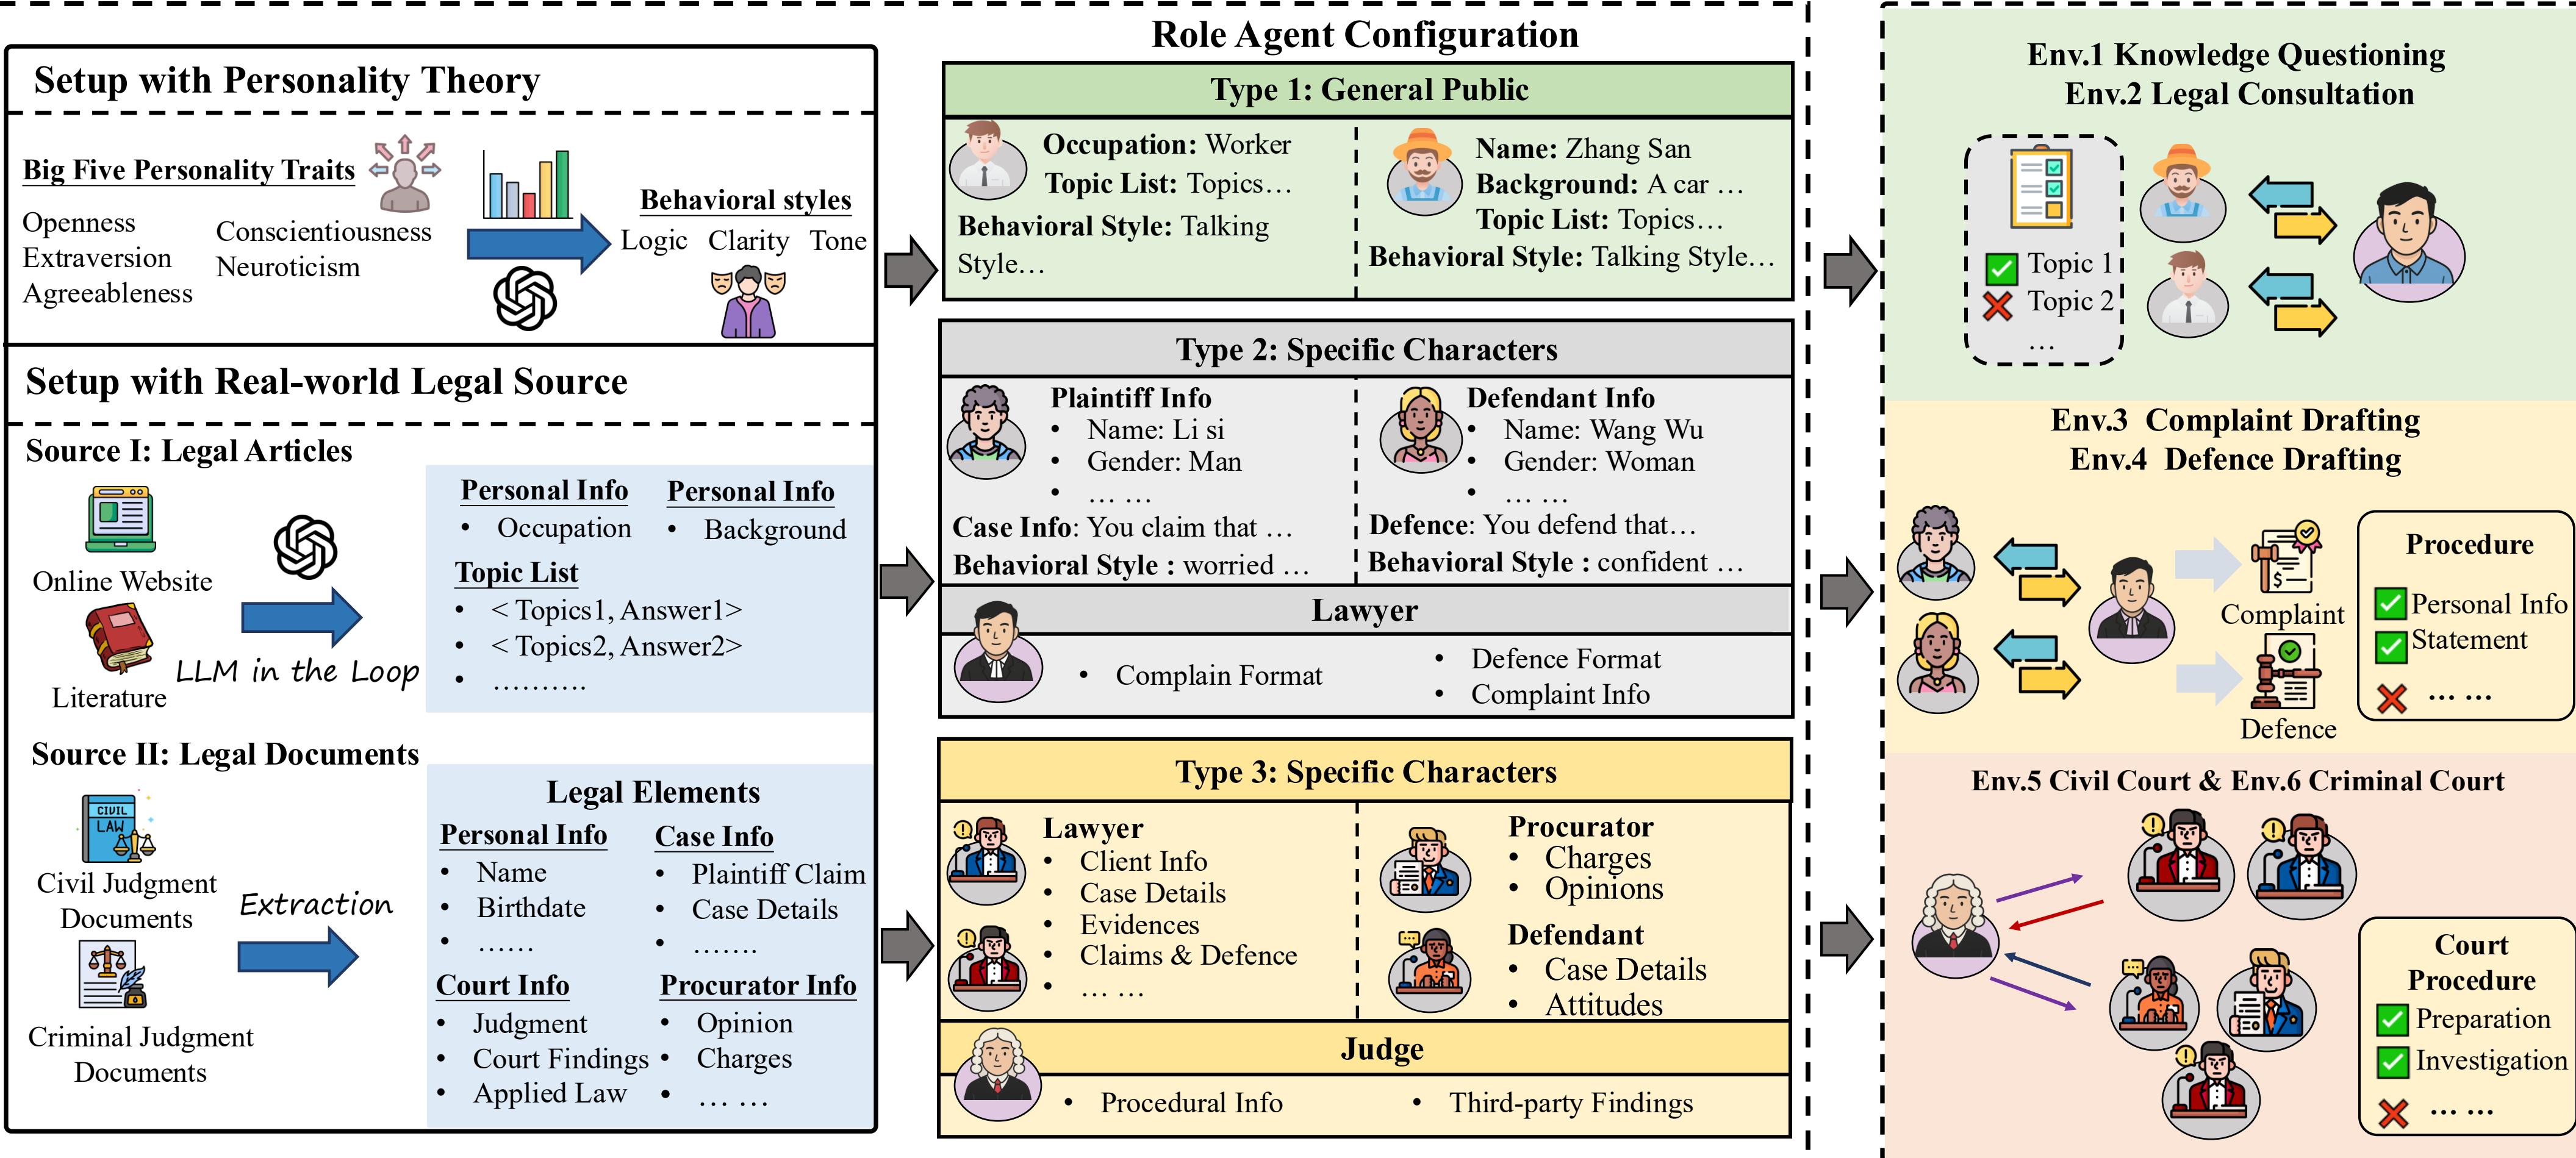 Role Agent Configuration
Setup with Personality Theory
Big Five Personality Traits
Openness
Extraversion
Agreeableness
Conscientiousness
Neuroticism
Behavioral styles
Logic Clarity Tone
Setup with Real-world Legal Source
Source I: Legal Articles
Online Website
Literature
LLM in the Loop
Personal Info
• Occupation
Personal Info
• Background
Topic List
• < Topics1, Answer1>
• < Topics2, Answer2>
• ……….
Source II: Legal Documents
CIVIL
LAW
Civil Judgment
Documents
Criminal Judgment
Documents
Extraction
Legal Elements
Personal Info
• Name
• Birthdate
• ……
Case Info
• Plaintiff Claim
• Case Details
• …….
Court Info
• Judgment
• Court Findings
• Applied Law
Procurator Info
• Opinion
• Charges
• … …
Type 1: General Public
Occupation: Worker
Topic List: Topics…
Behavioral Style: Talking
Style…
Name: Zhang San
Background: A car …
Topic List: Topics…
Behavioral Style: Talking Style…
Type 2: Specific Characters
Plaintiff Info
• Name: Li si
• Gender: Man
• … …
Case Info: You claim that …
Behavioral Style : worried …
Defendant Info
• Name: Wang Wu
• Gender: Woman
• … …
Defence: You defend that…
Behavioral Style : confident …
Lawyer
• Complain Format
• Defence Format
• Complaint Info
Type 3: Specific Characters
Lawyer
• Client Info
• Case Details
• Evidences
• Claims & Defence
• … …
Procurator
• Charges
• Opinions
Defendant
• Case Details
• Attitudes
Judge
• Procedural Info
• Third-party Findings
Env.1 Knowledge Questioning
Env.2 Legal Consultation
Topic 1
Topic 2
…
Env.3 Complaint Drafting
Env.4 Defence Drafting
Complaint
Defence
Procedure
Personal Info
Statement
… …
Env.5 Civil Court & Env.6 Criminal Court
Court
Procedure
Preparation
Investigation
… …